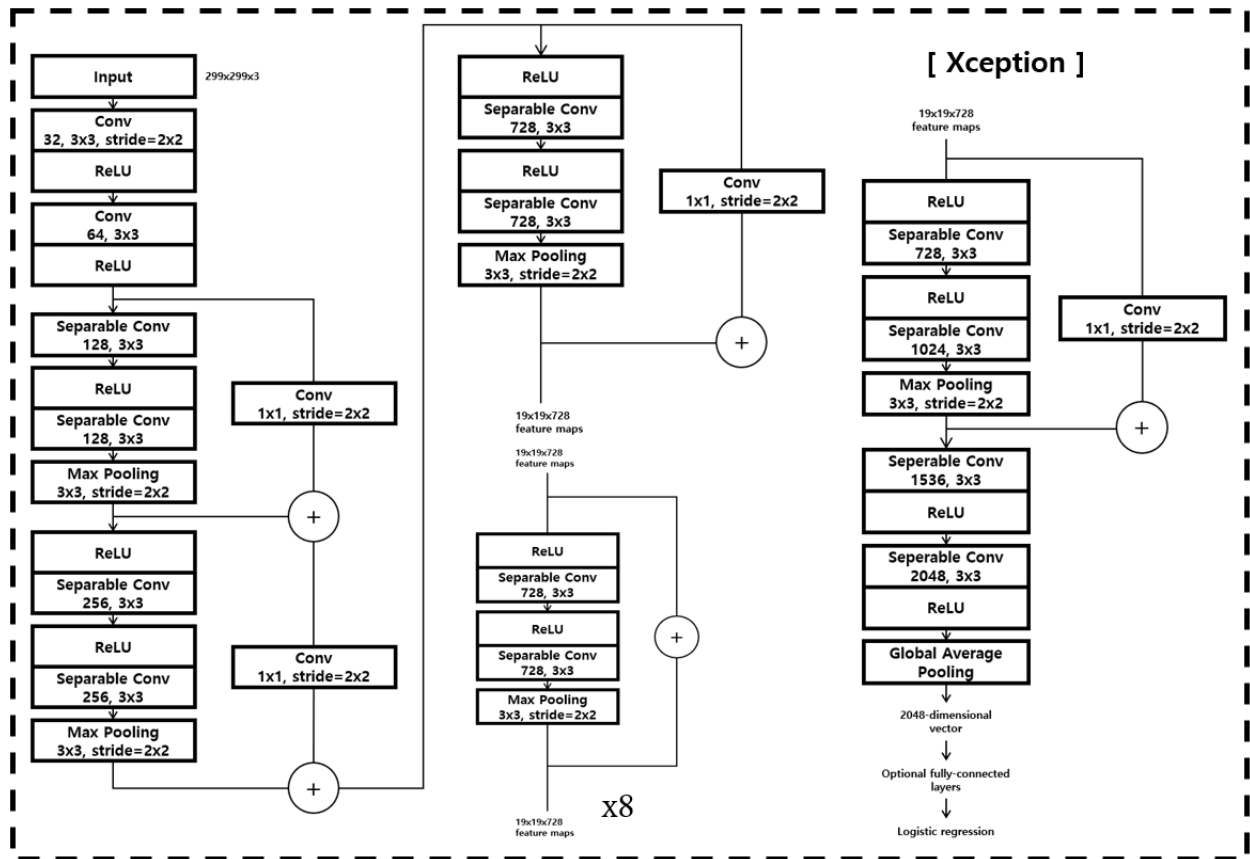 [ Xception ]
Input
299x299x3
Conv
32, 3x3, stride=2x2
ReLU
Conv
64, 3x3
ReLU
Separable Conv
128, 3x3
ReLU
Separable Conv
128, 3x3
Max Pooling
3x3, stride=2x2
Conv
1x1, stride=2x2
+
ReLU
Separable Conv
256, 3x3
ReLU
Separable Conv
256, 3x3
Max Pooling
3x3, stride=2x2
Conv
1x1, stride=2x2
+
ReLU
Separable Conv
728, 3x3
ReLU
Separable Conv
728, 3x3
Max Pooling
3x3, stride=2x2
Conv
1x1, stride=2x2
+
19x19x728
feature maps
19x19x728
feature maps
ReLU
Separable Conv
728, 3x3
ReLU
Separable Conv
728, 3x3
Max Pooling
3x3, stride=2x2
+
x8
19x19x728
feature maps
19x19x728
feature maps
ReLU
Separable Conv
728, 3x3
ReLU
Separable Conv
1024, 3x3
Max Pooling
3x3, stride=2x2
Conv
1x1, stride=2x2
+
Seperable Conv
1536, 3x3
ReLU
Seperable Conv
2048, 3x3
ReLU
Global Average
Pooling
2048-dimensional
vector
Optional fully-connected
layers
Logistic regression